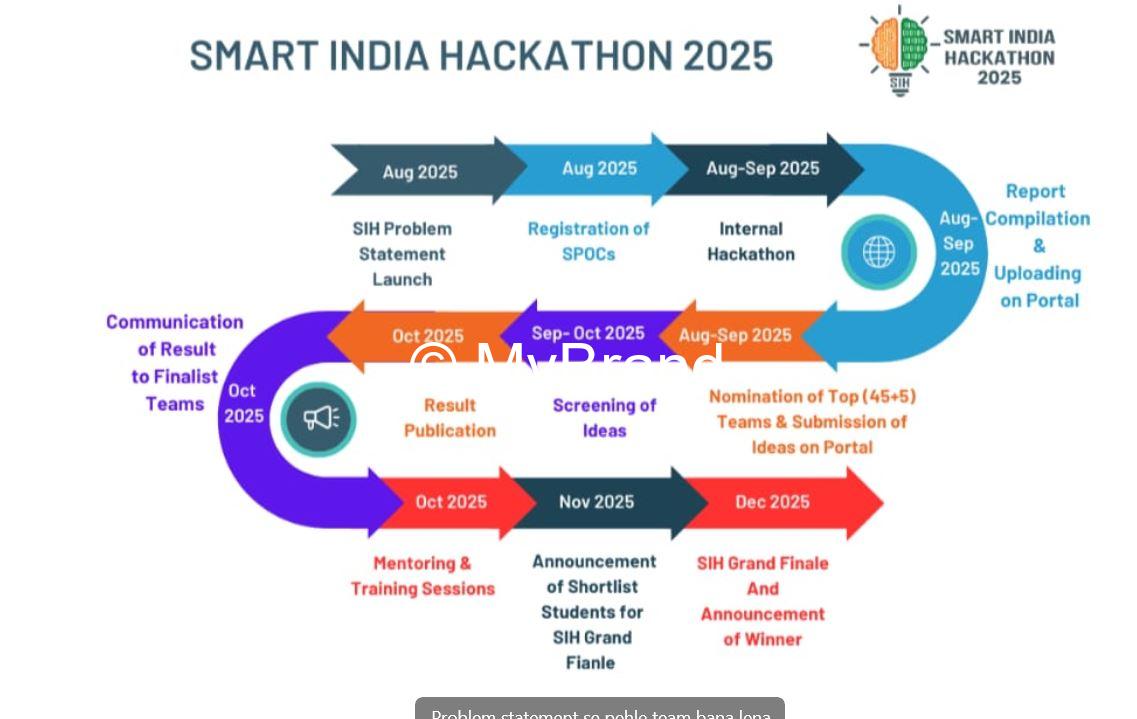 SMART INDIA HACKATHON 2025
SMART INDIA
HACKATHON
2025
SIH
Aug 2025
Aug 2025
Aug-Sep 2025
SIH Problem
Statement
Launch
Registration of
SPOCs
Internal
Hackathon
Aug-
Sep
2025
Report
Compilation
&
Uploading
on Portal
Aug-Sep 2025
Sep- Oct 2025
Oct 2025
© MyBrand
Nomination of Top (45+5)
Teams & Submission of
Ideas on Portal
Screening of
Ideas
Result
Publication
Communication
of Result
to Finalist
Teams
Oct
2025
Oct 2025
Nov 2025
Dec 2025
Mentoring &
Training Sessions
Announcement
of Shortlist
Students for
SIH Grand
Fianle
SIH Grand Finale
And
Announcement
of Winner
Problem statement se pehle team bana lena